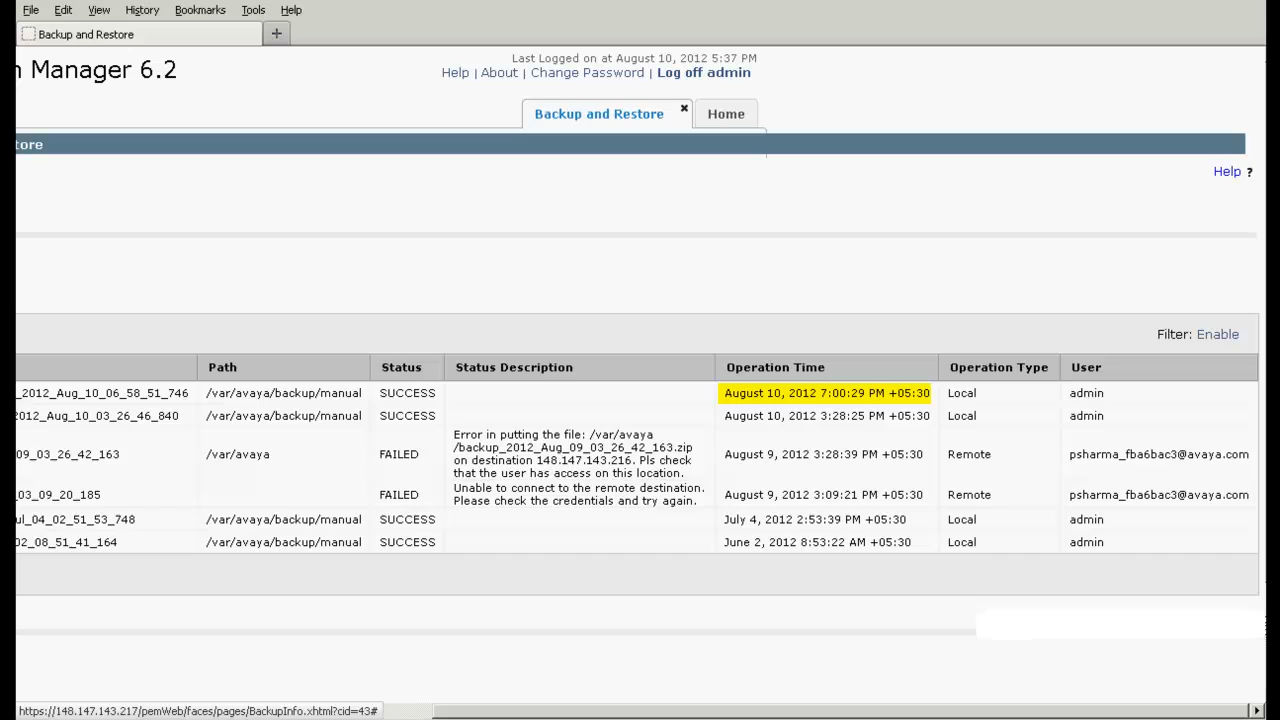 File Edit View History Bookmarks Tools Help
Backup and Restore +
Last Logged on at August 10, 2012 5:37 PM
n Manager 6.2
Help | About | Change Password | Log off admin
Backup and Restore ✖ Home
tore
Help ?
Filter: Enable
Path Status Status Description Operation Time Operation Type User
_2012_Aug_10_06_58_51_746 /var/avaya/backup/manual SUCCESS August 10, 2012 7:00:29 PM +05:30 Local admin
2012_Aug_10_03_26_46_840 /var/avaya/backup/manual SUCCESS August 10, 2012 3:28:25 PM +05:30 Local admin
Error in putting the file: /var/avaya
/backup_2012_Aug_09_03_26_42_163.zip
09_03_26_42_163 /var/avaya FAILED on destination 148.147.143.216. Pls check August 9, 2012 3:28:39 PM +05:30 Remote psharma_fba6bac3@avaya.com
that the user has access on this location.
Unable to connect to the remote destination.
_03_09_20_185 FAILED Please check the credentials and try again. August 9, 2012 3:09:21 PM +05:30 Remote psharma_fba6bac3@avaya.com
ul_04_02_51_53_748 /var/avaya/backup/manual SUCCESS July 4, 2012 2:53:39 PM +05:30 Local admin
02_08_51_41_164 /var/avaya/backup/manual SUCCESS June 2, 2012 8:53:22 AM +05:30 Local admin
https://148.147.143.217/pemWeb/faces/pages/BackupInfo.xhtml?cid=43#